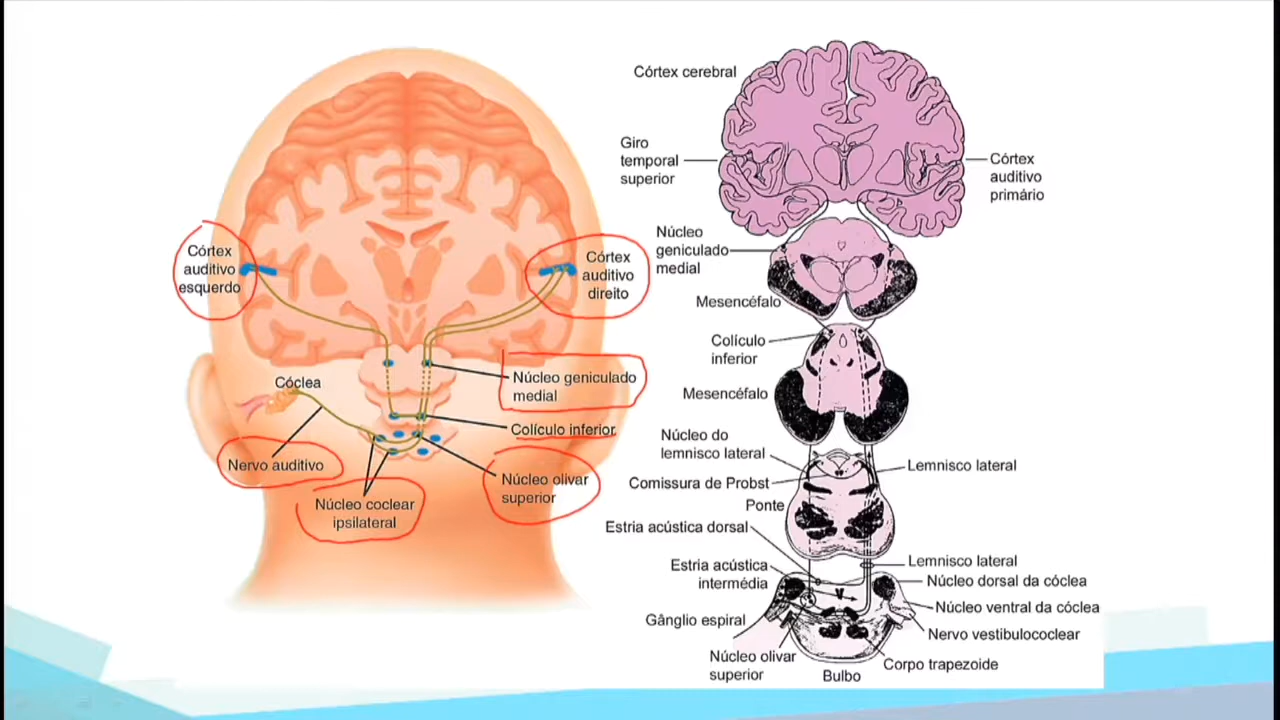 Córtex
auditivo
esquerdo
Córtex
auditivo
direito
Cóclea
Núcleo geniculado
medial
Colículo inferior
Nervo auditivo
Núcleo olivar
superior
Núcleo coclear
ipsilateral
Córtex cerebral
Giro
temporal
superior
Córtex
auditivo
primário
Núcleo
geniculado
medial
Mesencéfalo
Colículo
inferior
Mesencéfalo
Núcleo do
lemnisco lateral
Lemnisco lateral
Comissura de Probst
Ponte
Estria acústica dorsal
Lemnisco lateral
Estria acústica
intermédia
Núcleo dorsal da cóclea
Núcleo ventral da cóclea
Gânglio espiral
Nervo vestibulococlear
Núcleo olivar
superior
Corpo trapezoide
Bulbo